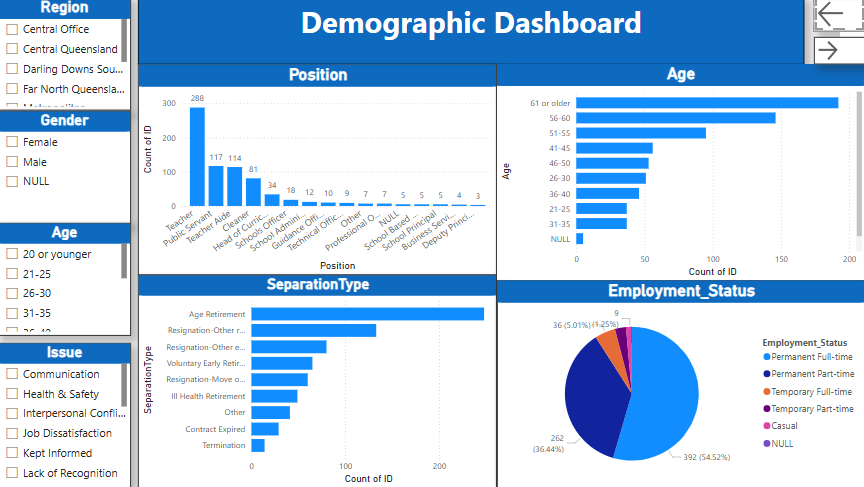 Region
Central Office
Central Queensland
Darling Downs Sou...
Far North Queensla...
Gender
Female
Male
NULL
Age
20 or younger
21-25
26-30
31-35
Issue
Communication
Health & Safety
Interpersonal Confli...
Job Dissatisfaction
Kept Informed
Lack of Recognition
Demographic Dashboard
Position
Count of ID
300
200
100
0
288
117
114
81
34
18
12
10
9
7
7
5
5
5
4
3
Teacher
Public Servant
Teacher Aide
Cleaner
Head of Curric...
Schools Officer
School Admini...
Guidance Offi...
Technical Offic...
Other
Professional O...
NULL
School Based ...
School Principal
Business Servi...
Deputy Princi...
Position
Age
Age
61 or older
56-60
51-55
41-45
46-50
26-30
36-40
21-25
31-35
NULL
0
50
100
150
200
Count of ID
SeparationType
SeparationType
Age Retirement
Resignation-Other r...
Resignation-Other e...
Voluntary Early Retir...
Resignation-Move o...
Ill Health Retirement
Other
Contract Expired
Termination
0
100
200
Count of ID
Employment_Status
9
(1.25%)
36 (5.01%)
262
(36.44%)
392 (54.52%)
Employment_Status
Permanent Full-time
Permanent Part-time
Temporary Full-time
Temporary Part-time
Casual
NULL